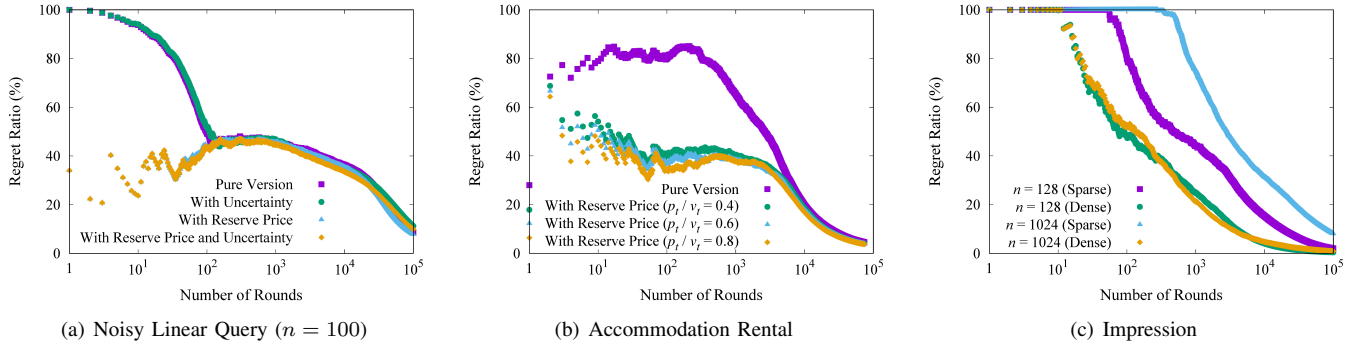 Regret Ratio (%)
100
80
60
40
20
0
Pure Version
With Uncertainty
With Reserve Price
With Reserve Price and Uncertainty
1 10^1 10^2 10^3 10^4 10^5
Number of Rounds
(a) Noisy Linear Query (n = 100)
Regret Ratio (%)
100
80
60
40
20
0
Pure Version
With Reserve Price (p_t / v_t = 0.4)
With Reserve Price (p_t / v_t = 0.6)
With Reserve Price (p_t / v_t = 0.8)
1 10^1 10^2 10^3 10^4 10^5
Number of Rounds
(b) Accommodation Rental
Regret Ratio (%)
100
80
60
40
20
0
n = 128 (Sparse)
n = 128 (Dense)
n = 1024 (Sparse)
n = 1024 (Dense)
1 10^1 10^2 10^3 10^4 10^5
Number of Rounds
(c) Impression